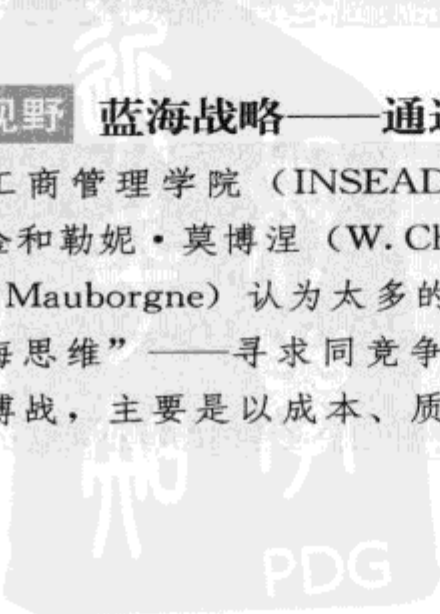 视野 蓝海战略——通过
工商管理学院（INSEAD
金和勒妮·莫博涅（W. Ch
Mauborgne）认为太多的
海思维”——寻求同竞争
搏战，主要是以成本、质
PDG